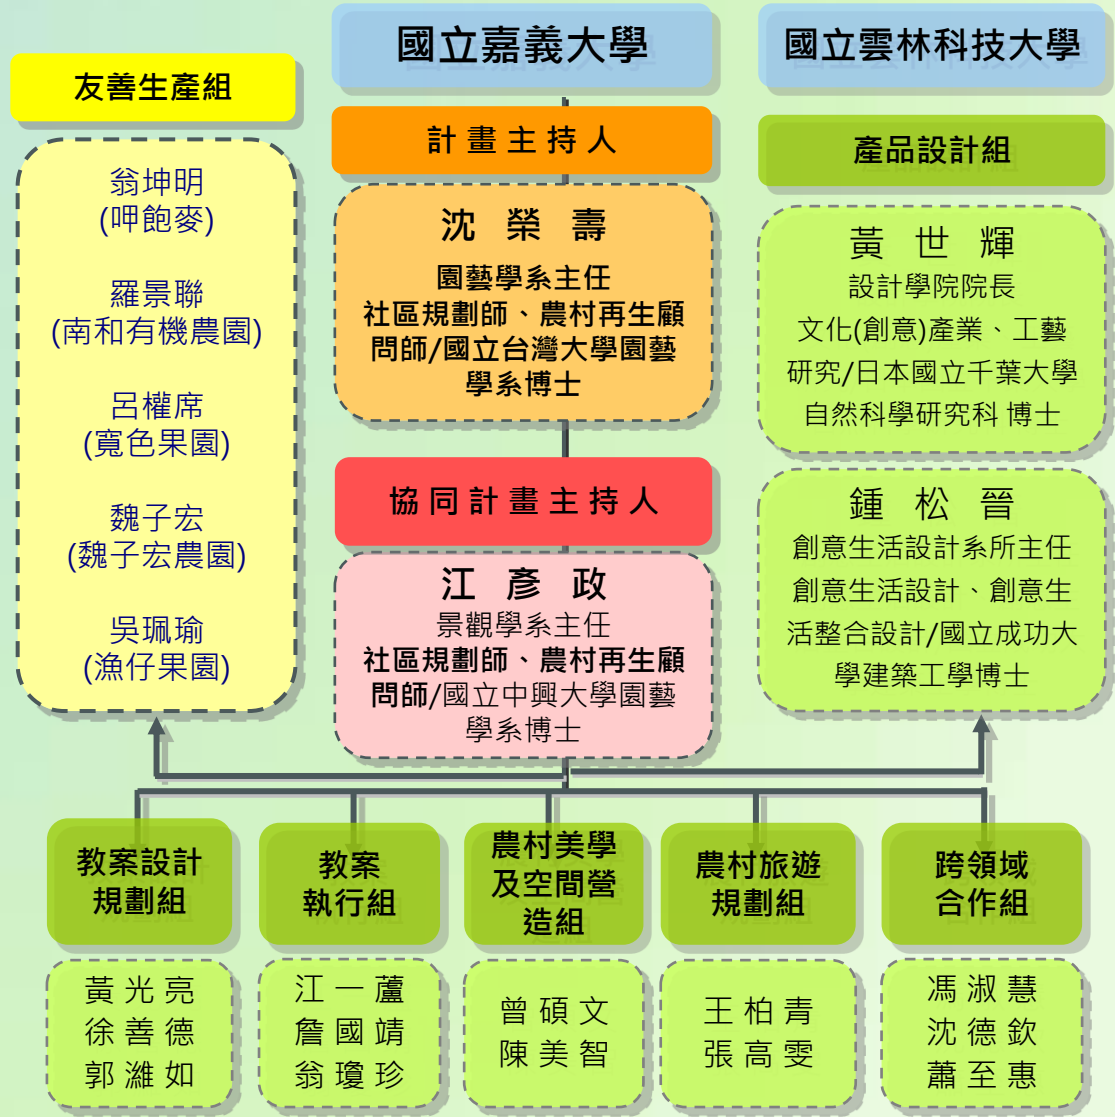 友善生產組
翁坤明
(呷飽麥)
羅景聯
(南和有機農園)
呂權席
(寬色果園)
魏子宏
(魏子宏農園)
吳珮瑜
(漁仔果園)
國立嘉義大學
計畫主持人
沈榮壽
園藝學系主任
社區規劃師、農村再生顧
問師/國立台灣大學園藝
學系博士
協同計畫主持人
江彥政
景觀學系主任
社區規劃師、農村再生顧
問師/國立中興大學園藝
學系博士
國立雲林科技大學
產品設計組
黃世輝
設計學院院長
文化(創意)產業、工藝
研究/日本國立千葉大學
自然科學研究科 博士
鍾松晉
創意生活設計系所主任
創意生活設計、創意生
活整合設計/國立成功大
學建築工學博士
教案設計
規劃組
黃光亮
徐善德
郭濰如
教案
執行組
江一蘆
詹國靖
翁瓊珍
農村美學
及空間營
造組
曾碩文
陳美智
農村旅遊
規劃組
王柏青
張高雯
跨領域
合作組
馮淑慧
沈德欽
蕭至惠